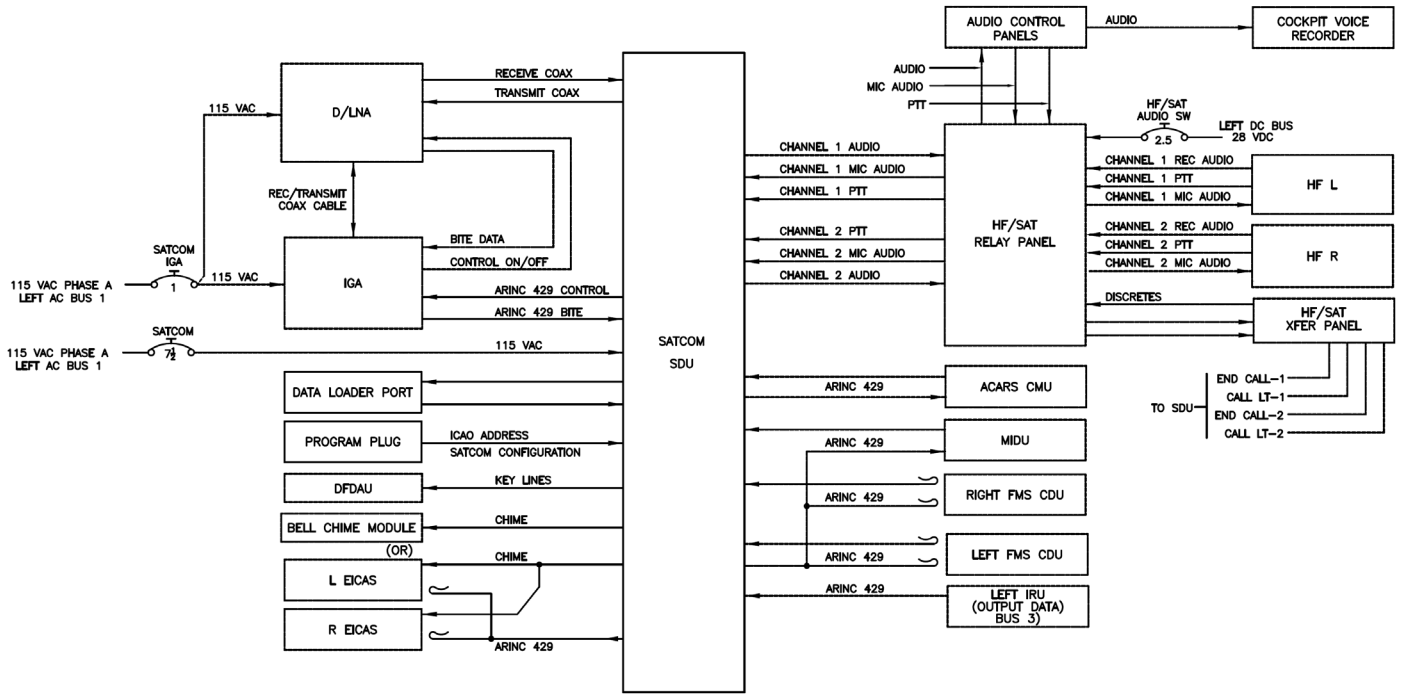 AUDIO CONTROL
PANELS
AUDIO
COCKPIT VOICE
RECORDER
AUDIO
MIC AUDIO
PTT
HF/SAT
AUDIO SW
2.5
LEFT DC BUS
28 VDC
D/LNA
115 VAC
RECEIVE COAX
TRANSMIT COAX
REC/TRANSMIT
COAX CABLE
BITE DATA
CONTROL ON/OFF
SATCOM
IGA
1
115 VAC PHASE A
LEFT AC BUS 1
115 VAC
IGA
ARINC 429 CONTROL
ARINC 429 BITE
SATCOM
7½
115 VAC PHASE A
LEFT AC BUS 1
115 VAC
DATA LOADER PORT
PROGRAM PLUG
ICAO ADDRESS
SATCOM CONFIGURATION
DFDAU
KEY LINES
BELL CHIME MODULE
CHIME
(OR)
L EICAS
CHIME
R EICAS
ARINC 429
SATCOM
SDU
CHANNEL 1 AUDIO
CHANNEL 1 MIC AUDIO
CHANNEL 1 PTT
CHANNEL 2 PTT
CHANNEL 2 MIC AUDIO
CHANNEL 2 AUDIO
HF/SAT
RELAY PANEL
CHANNEL 1 REC AUDIO
CHANNEL 1 PTT
CHANNEL 1 MIC AUDIO
HF L
CHANNEL 2 REC AUDIO
CHANNEL 2 PTT
CHANNEL 2 MIC AUDIO
HF R
DISCRETES
HF/SAT
XFER PANEL
TO SDU
END CALL-1
CALL LT-1
END CALL-2
CALL LT-2
ARINC 429
ACARS CMU
ARINC 429
MIDU
ARINC 429
RIGHT FMS CDU
ARINC 429
LEFT FMS CDU
ARINC 429
LEFT IRU
(OUTPUT DATA)
BUS 3)